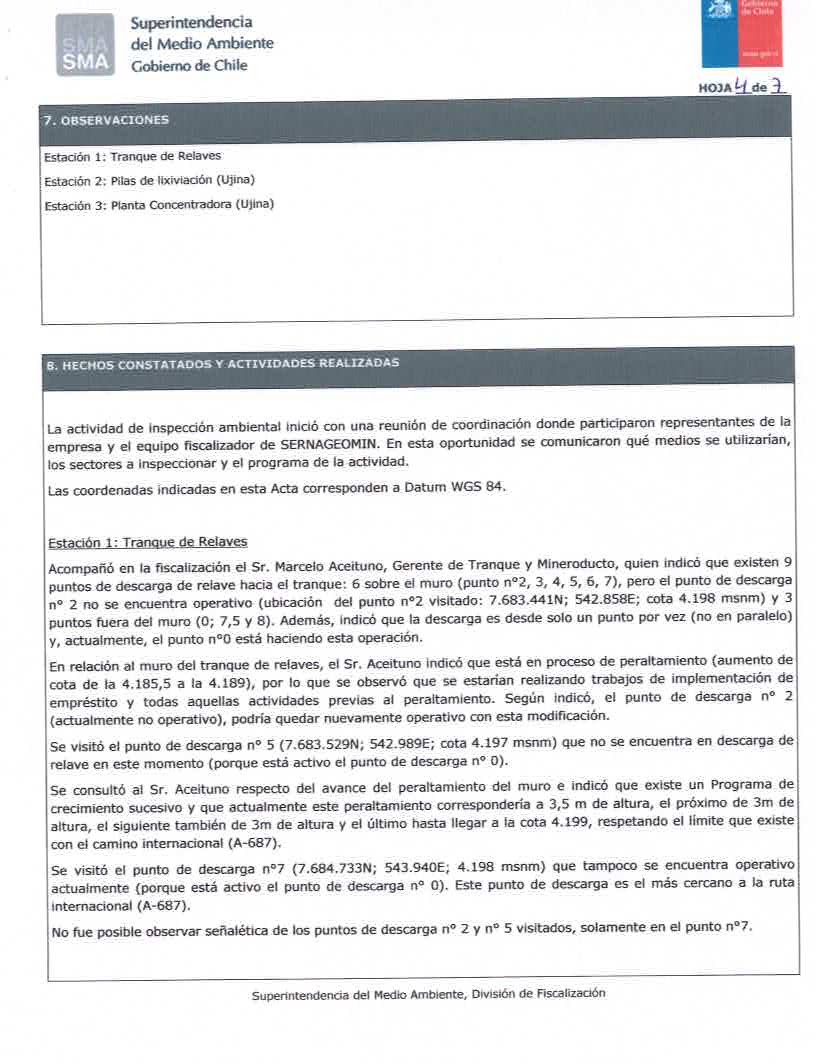 Superintendencia
del Medio Ambiente
Gobierno de Chile
SMA
SMA
Gobierno
de Chile
HOJA 4 de 7
7. OBSERVACIONES
Estación 1: Tranque de Relaves
Estación 2: Pilas de lixiviación (Ujina)
Estación 3: Planta Concentradora (Ujina)
8. HECHOS CONSTATADOS Y ACTIVIDADES REALIZADAS
La actividad de inspección ambiental inició con una reunión de coordinación donde participaron representantes de la
empresa y el equipo fiscalizador de SERNAGEOMIN. En esta oportunidad se comunicaron qué medios se utilizarían,
los sectores a inspeccionar y el programa de la actividad.
Las coordenadas indicadas en esta Acta corresponden a Datum WGS 84.
Estación 1: Tranque de Relaves
Acompañó en la fiscalización el Sr. Marcelo Aceituno, Gerente de Tranque y Mineroducto, quien indicó que existen 9
puntos de descarga de relave hacia el tranque: 6 sobre el muro (punto nº2, 3, 4, 5, 6, 7), pero el punto de descarga
nº 2 no se encuentra operativo (ubicación del punto nº2 visitado: 7.683.441N; 542.858E; cota 4.198 msnm) y 3
puntos fuera del muro (0; 7,5 y 8). Además, indicó que la descarga es desde solo un punto por vez (no en paralelo)
y, actualmente, el punto nº0 está haciendo esta operación.
En relación al muro del tranque de relaves, el Sr. Aceituno indicó que está en proceso de peraltamiento (aumento de
cota de la 4.185,5 a la 4.189), por lo que se observó que se estarían realizando trabajos de implementación de
empréstito y todas aquellas actividades previas al peraltamiento. Según indicó, el punto de descarga nº 2
(actualmente no operativo), podría quedar nuevamente operativo con esta modificación.
Se visitó el punto de descarga nº 5 (7.683.529N; 542.989E; cota 4.197 msnm) que no se encuentra en descarga de
relave en este momento (porque está activo el punto de descarga nº 0).
Se consultó al Sr. Aceituno respecto del avance del peraltamiento del muro e indicó que existe un Programa de
crecimiento sucesivo y que actualmente este peraltamiento correspondería a 3,5 m de altura, el próximo de 3m de
altura, el siguiente también de 3m de altura y el último hasta llegar a la cota 4.199, respetando el límite que existe
con el camino internacional (A-687).
Se visitó el punto de descarga nº7 (7.684.733N; 543.940E; 4.198 msnm) que tampoco se encuentra operativo
actualmente (porque está activo el punto de descarga nº 0). Este punto de descarga es el más cercano a la ruta
internacional (A-687).
No fue posible observar señalética de los puntos de descarga nº 2 y nº 5 visitados, solamente en el punto nº7.
Superintendencia del Medio Ambiente, División de Fiscalización